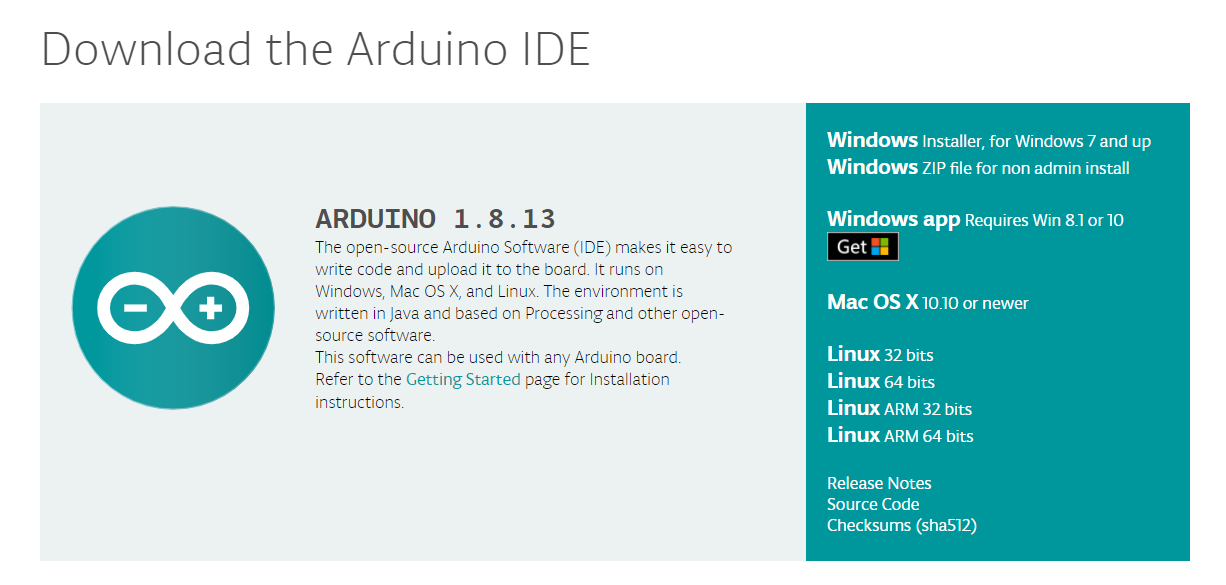 Download the Arduino IDE
ARDUINO 1.8.13
The open-source Arduino Software (IDE) makes it easy to
write code and upload it to the board. It runs on
Windows, Mac OS X, and Linux. The environment is
written in Java and based on Processing and other open-
source software.
This software can be used with any Arduino board.
Refer to the Getting Started page for Installation
instructions.
Windows Installer, for Windows 7 and up
Windows ZIP file for non admin install
Windows app Requires Win 8.1 or 10
Get
Mac OS X 10.10 or newer
Linux 32 bits
Linux 64 bits
Linux ARM 32 bits
Linux ARM 64 bits
Release Notes
Source Code
Checksums (sha512)